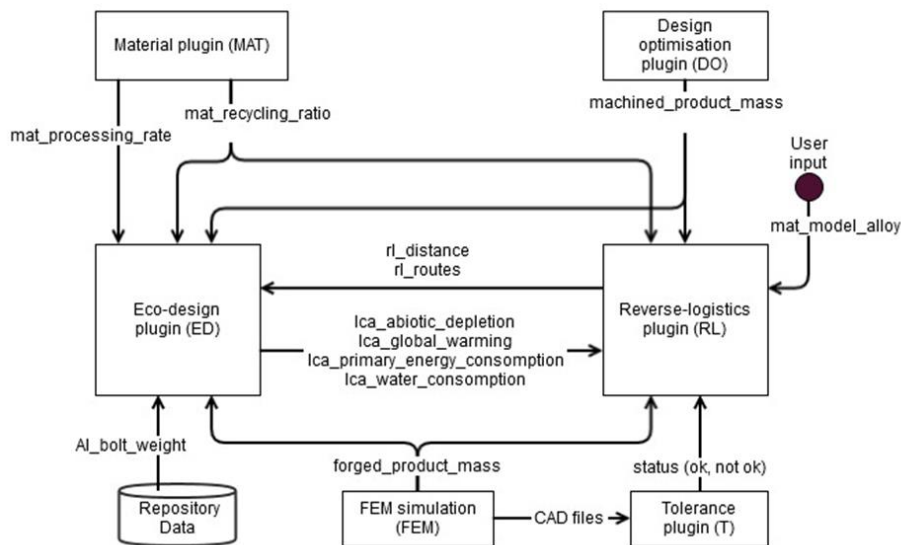 Material plugin (MAT)
Design
optimisation
plugin (DO)
mat_recycling_ratio
machined_product_mass
mat_processing_rate
User
input
mat_model_alloy
rl_distance
rl_routes
Eco-design
plugin (ED)
Reverse-logistics
plugin (RL)
lca_abiotic_depletion
lca_global_warming
lca_primary_energy_consomption
lca_water_consomption
Al_bolt_weight
forged_product_mass
status (ok, not ok)
Repository
Data
FEM simulation
(FEM)
CAD files
Tolerance
plugin (T)